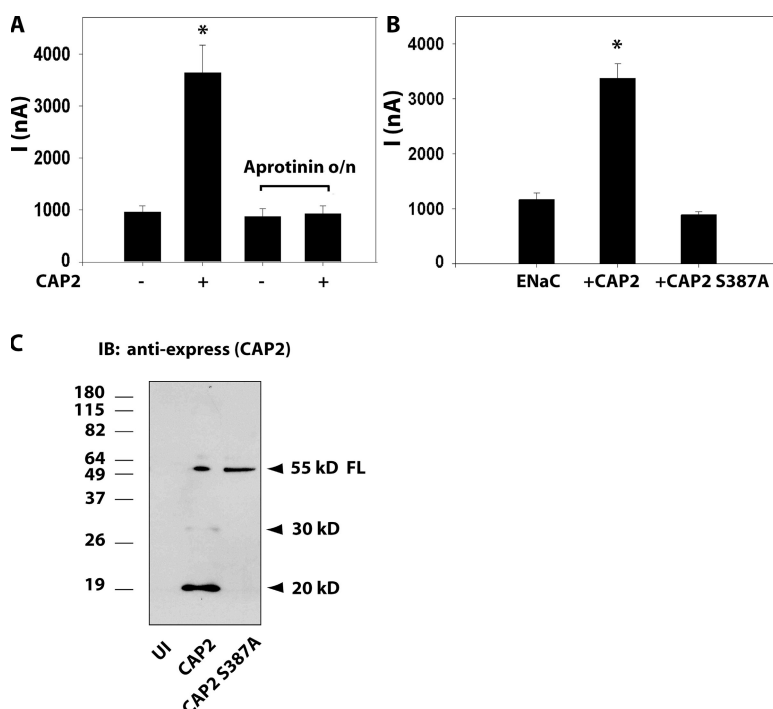 A
I (nA)
4000
3000
2000
1000
0
*
Aprotinin o/n
CAP2 - + - +
B
I (nA)
4000
3000
2000
1000
0
*
ENaC +CAP2 +CAP2 S387A
C
IB: anti-express (CAP2)
180
115
82
64
49
37
26
19
55 kD FL
30 kD
20 kD
UI
CAP2
CAP2 S387A